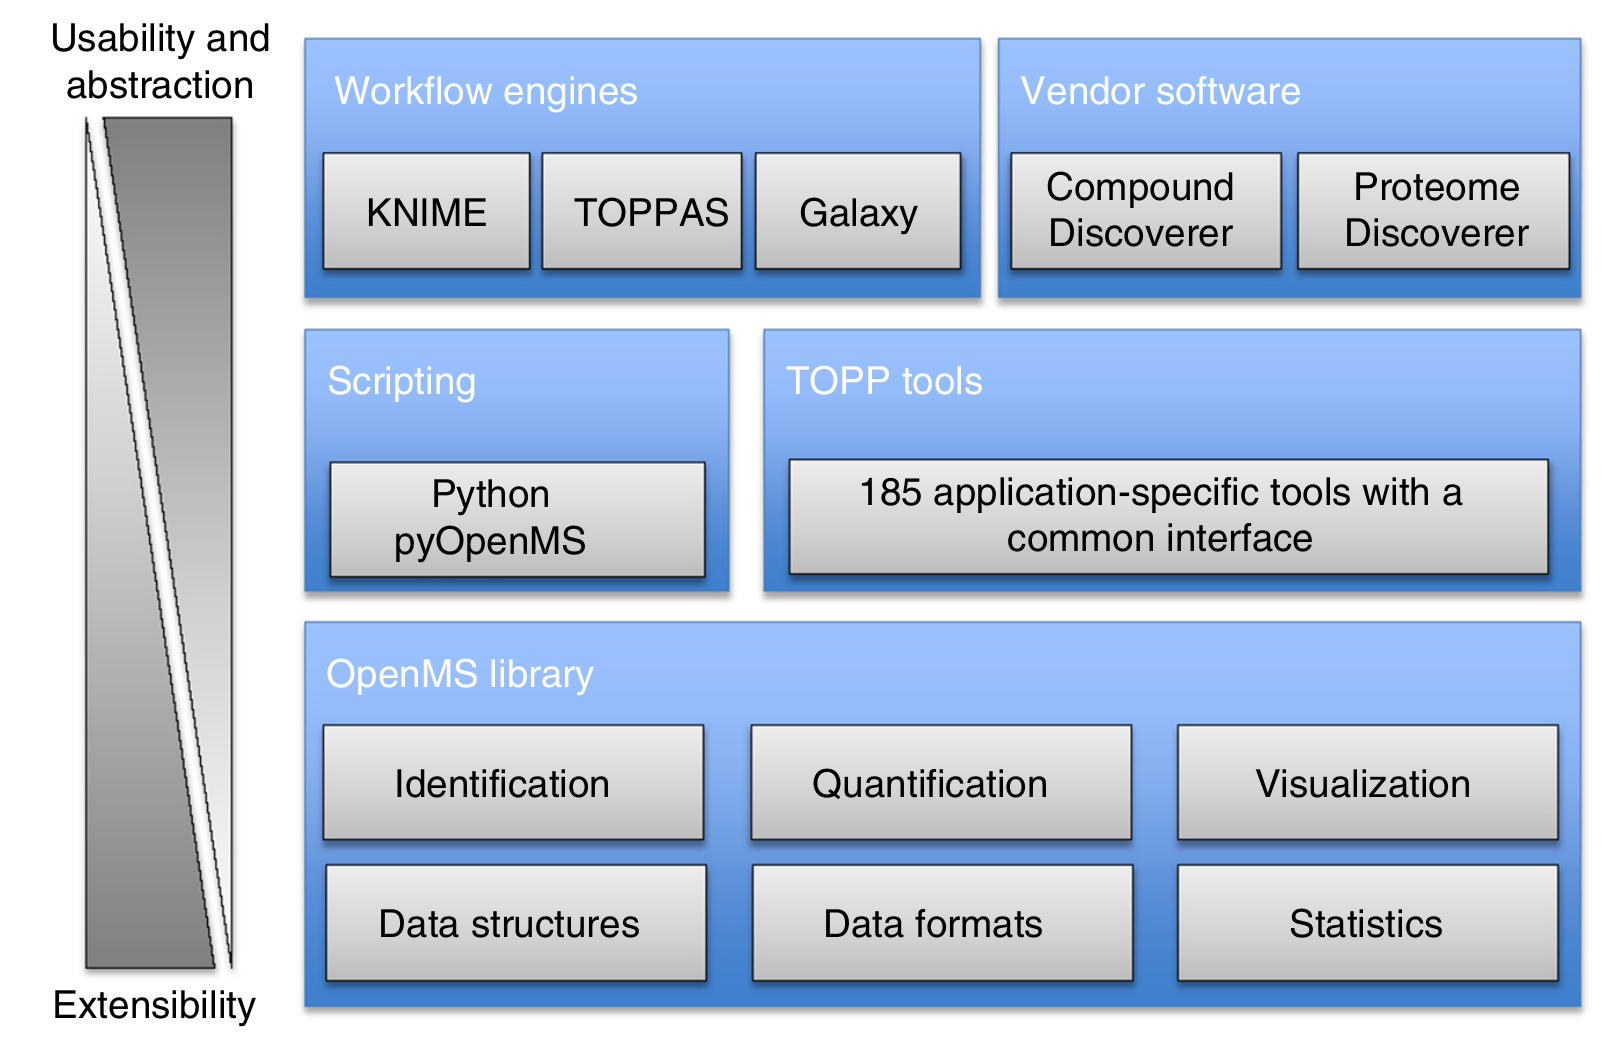 Usability and
abstraction
Workflow engines
KNIME
TOPPAS
Galaxy
Vendor software
Compound
Discoverer
Proteome
Discoverer
Scripting
Python
pyOpenMS
TOPP tools
185 application-specific tools with a
common interface
OpenMS library
Identification
Quantification
Visualization
Data structures
Data formats
Statistics
Extensibility